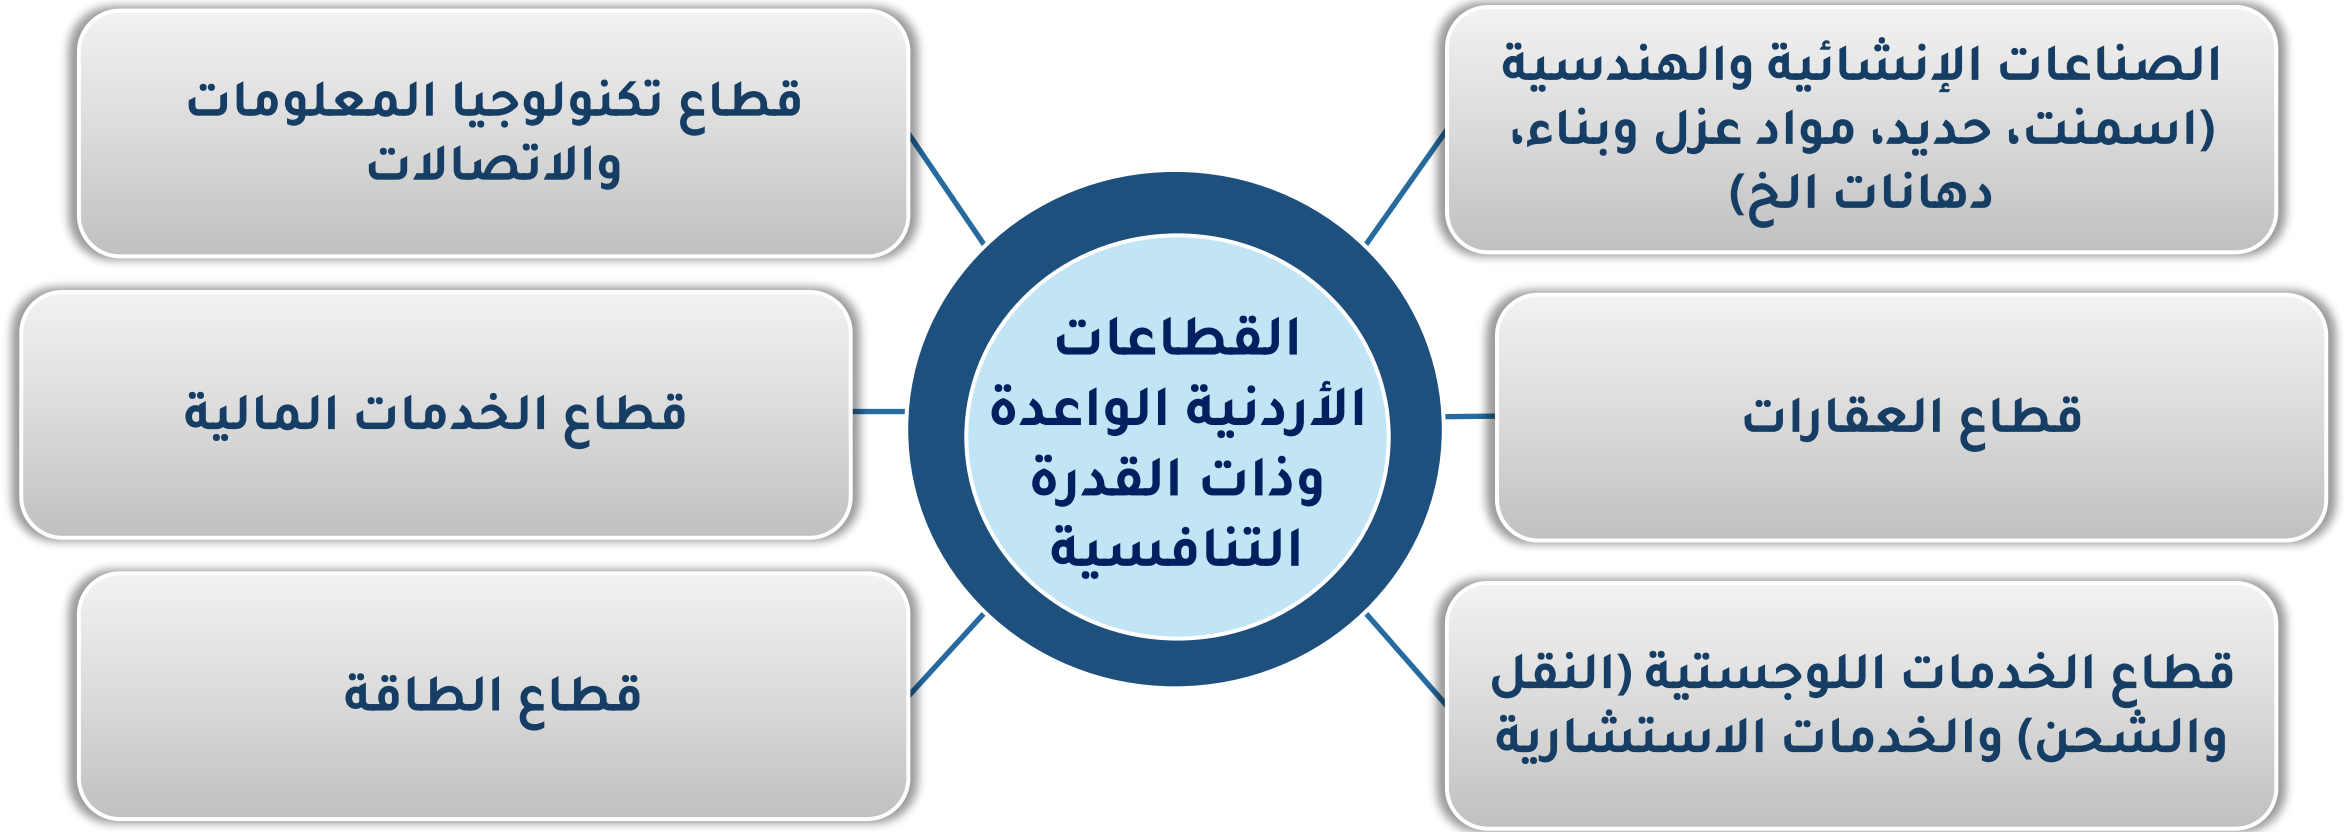 الصناعات الإنشائية والهندسية
(اسمنت، حديد، مواد عزل وبناء،
دهانات الخ)
قطاع العقارات
قطاع الخدمات اللوجستية (النقل
والشحن) والخدمات الاستشارية
القطاعات
الأردنية الواعدة
وذات القدرة
التنافسية
قطاع تكنولوجيا المعلومات
والاتصالات
قطاع الخدمات المالية
قطاع الطاقة